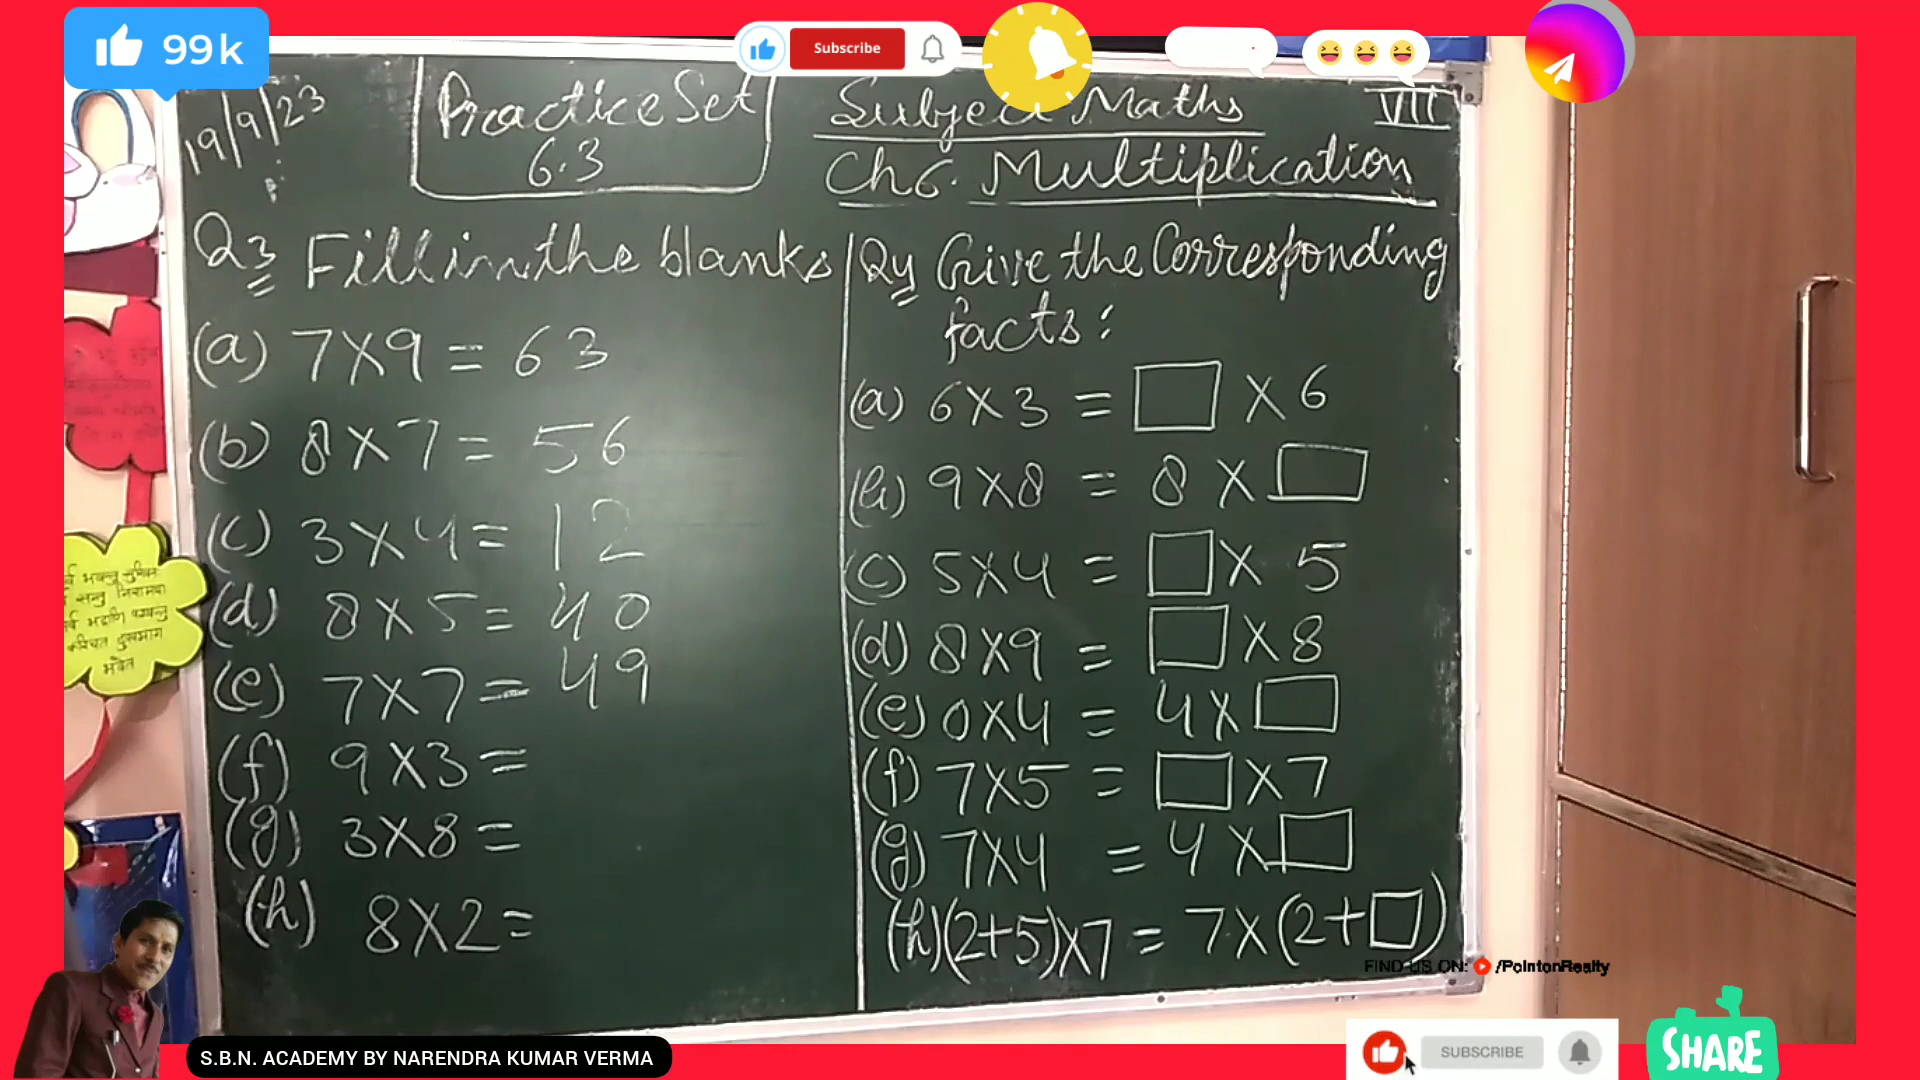 99k
Subscribe
19/9/23
Practice Set
6.3
Subject Maths
VIII
Ch 6. Multiplication
Q3 Fill in the blanks
(a) 7×9 = 63
(b) 8×7 = 56
(c) 3×4 = 12
(d) 8×5 = 40
(e) 7×7 = 49
(f) 9×3 =
(g) 3×8 =
(h) 8×2 =
Q4 Give the Corresponding
facts:
(a) 6×3 = □ ×6
(b) 9×8 = 8 × □
(c) 5×4 = □ × 5
(d) 8×9 = □ ×8
(e) 0×4 = 4× □
(f) 7×5 = □ ×7
(g) 7×4 = 4 × □
(h) (2+5)×7 = 7×(2+□)
भवेत
FIND US ON: /PointonReality
S.B.N. ACADEMY BY NARENDRA KUMAR VERMA
SUBSCRIBE
SHARE